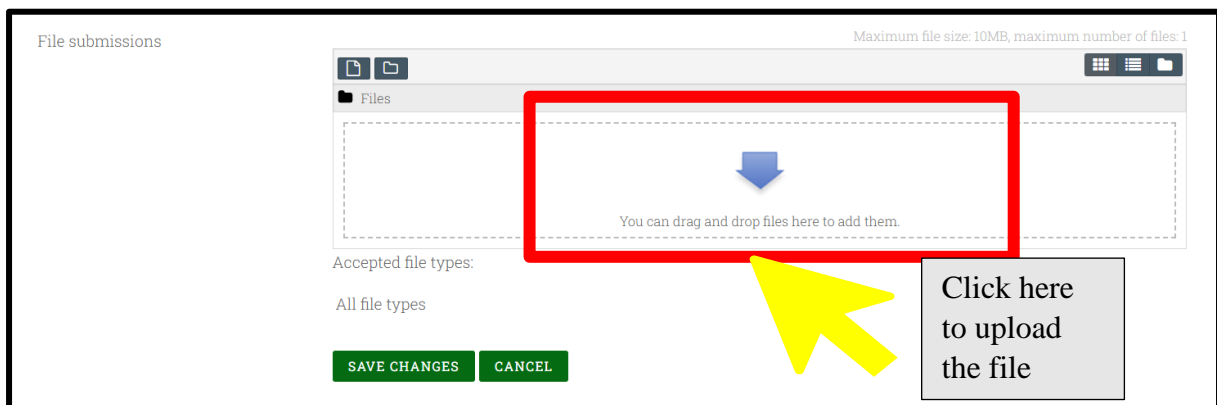 File submissions
Maximum file size: 10MB, maximum number of files: 1
Files
You can drag and drop files here to add them.
Accepted file types:
All file types
SAVE CHANGES CANCEL
Click here
to upload
the file